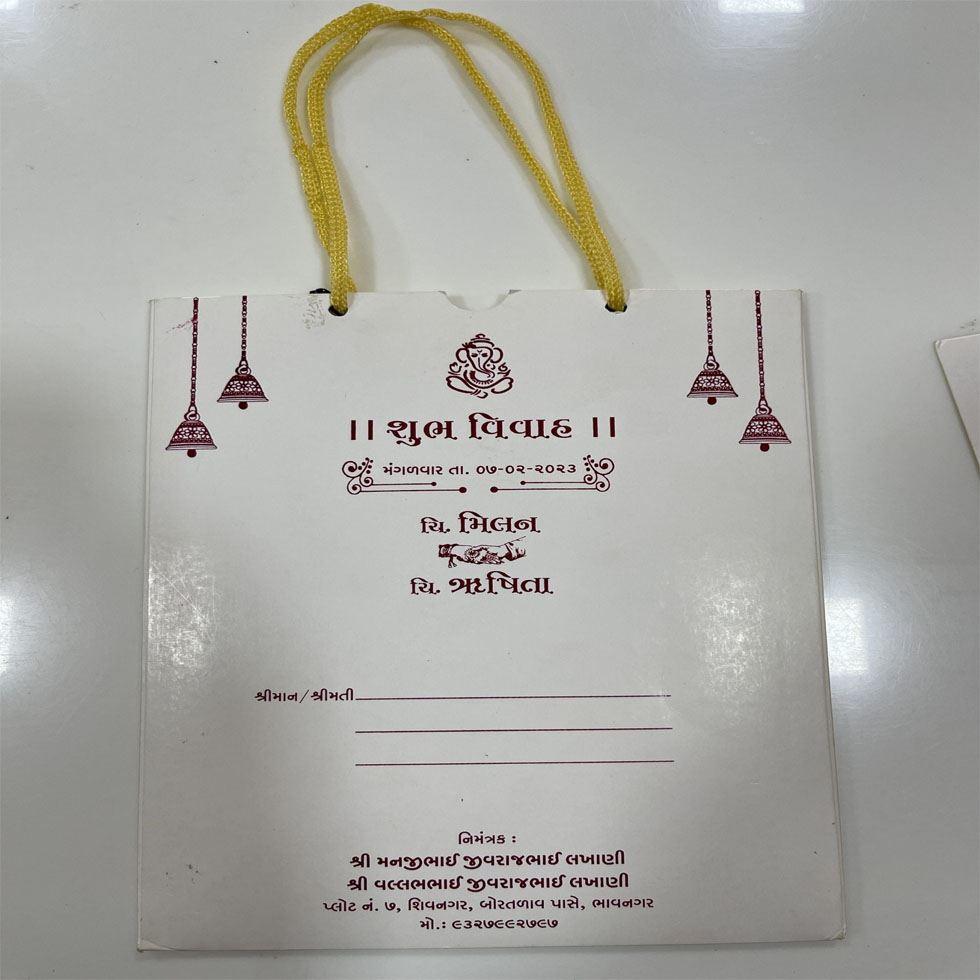 || શુભ વિવાહ ||
મંગળવાર તા. ૦૭-૦૨-૨૦૨૩
ચિ. મિલન
ચિ. ઋષિતા
શ્રીમાન/શ્રીમતી
નિમંત્રક :
શ્રી મનજીભાઈ જીવરાજભાઈ લખાણી
શ્રી વલ્લભભાઈ જીવરાજભાઈ લખાણી
પ્લોટ નં. ૭, શિવનગર, બોરતળાવ પાસે, ભાવનગર
મો.: ૯૩૨૭૯૯૨૭૯૭